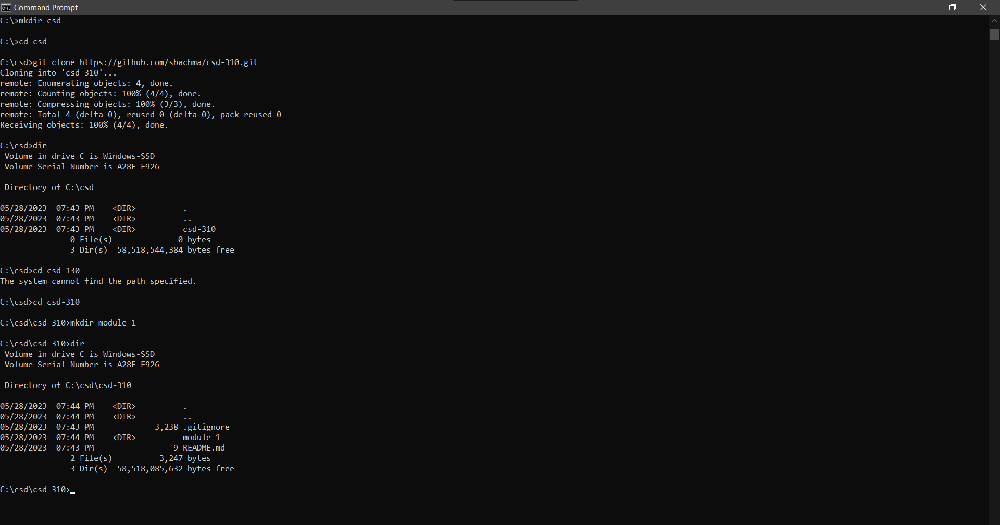 Command Prompt
C:\>mkdir csd
C:\>cd csd
C:\csd>git clone https://github.com/sbachma/csd-310.git
Cloning into 'csd-310'...
remote: Enumerating objects: 4, done.
remote: Counting objects: 100% (4/4), done.
remote: Compressing objects: 100% (3/3), done.
remote: Total 4 (delta 0), reused 0 (delta 0), pack-reused 0
Receiving objects: 100% (4/4), done.
C:\csd>dir
 Volume in drive C is Windows-SSD
 Volume Serial Number is A28F-E926
 Directory of C:\csd
05/28/2023  07:43 PM    <DIR>          .
05/28/2023  07:43 PM    <DIR>          ..
05/28/2023  07:43 PM    <DIR>          csd-310
               0 File(s)              0 bytes
               3 Dir(s)  58,518,544,384 bytes free
C:\csd>cd csd-130
The system cannot find the path specified.
C:\csd>cd csd-310
C:\csd\csd-310>mkdir module-1
C:\csd\csd-310>dir
 Volume in drive C is Windows-SSD
 Volume Serial Number is A28F-E926
 Directory of C:\csd\csd-310
05/28/2023  07:44 PM    <DIR>          .
05/28/2023  07:44 PM    <DIR>          ..
05/28/2023  07:43 PM             3,238 .gitignore
05/28/2023  07:44 PM    <DIR>          module-1
05/28/2023  07:43 PM                 9 README.md
               2 File(s)          3,247 bytes
               3 Dir(s)  58,518,085,632 bytes free
C:\csd\csd-310>